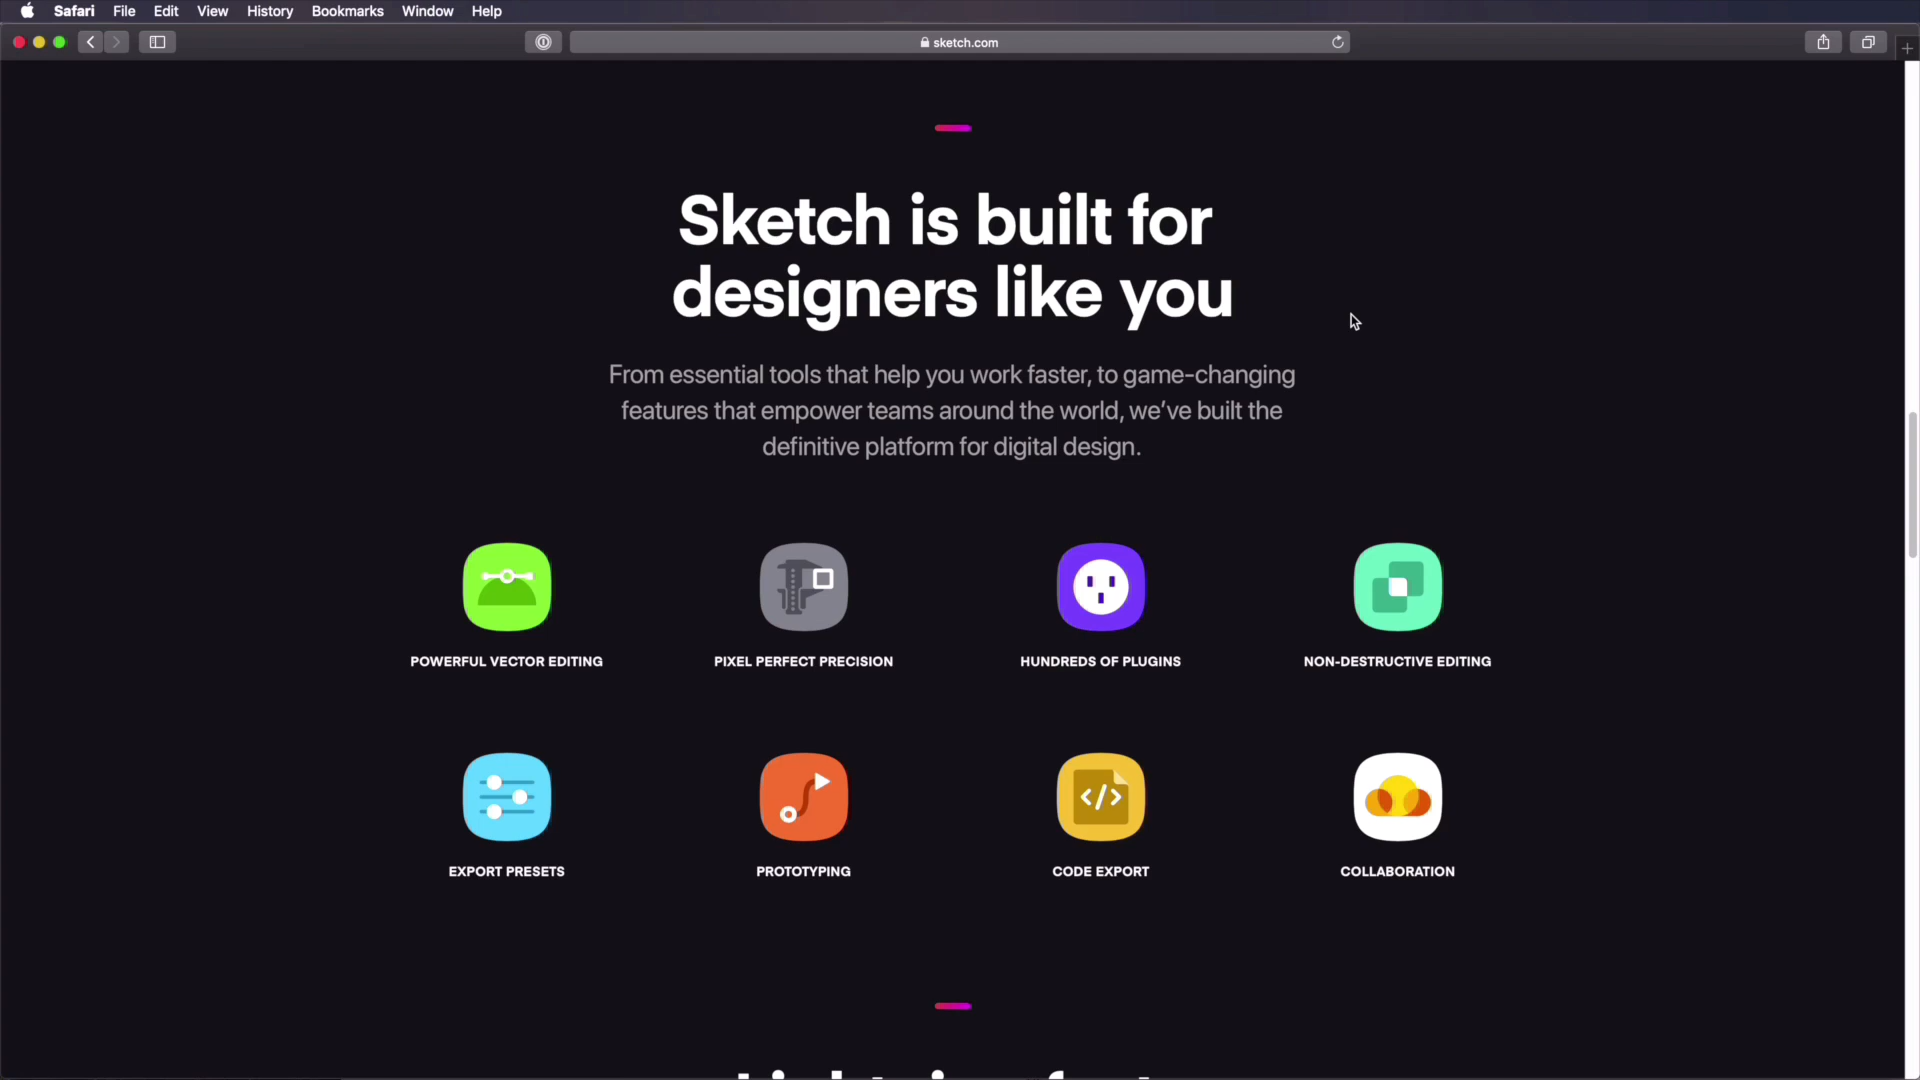 Safari File Edit View History Bookmarks Window Help
sketch.com
Sketch is built for
designers like you
From essential tools that help you work faster, to game-changing
features that empower teams around the world, we’ve built the
definitive platform for digital design.
POWERFUL VECTOR EDITING
PIXEL PERFECT PRECISION
HUNDREDS OF PLUGINS
NON-DESTRUCTIVE EDITING
EXPORT PRESETS
PROTOTYPING
CODE EXPORT
COLLABORATION